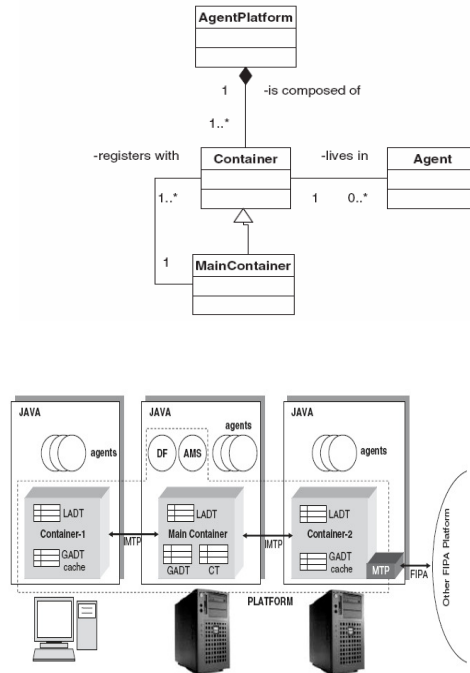 AgentPlatform
1 -is composed of
1..*
-registers with
Container
-lives in
Agent
1..*
1
0..*
1
MainContainer
JAVA
JAVA
JAVA
agents
DF
AMS
agents
agents
LADT
Container-1
GADT
cache
IMTP
LADT
Main Container
GADT
CT
IMTP
LADT
Container-2
GADT
cache
MTP
FIPA
Other FIPA Platform
PLATFORM